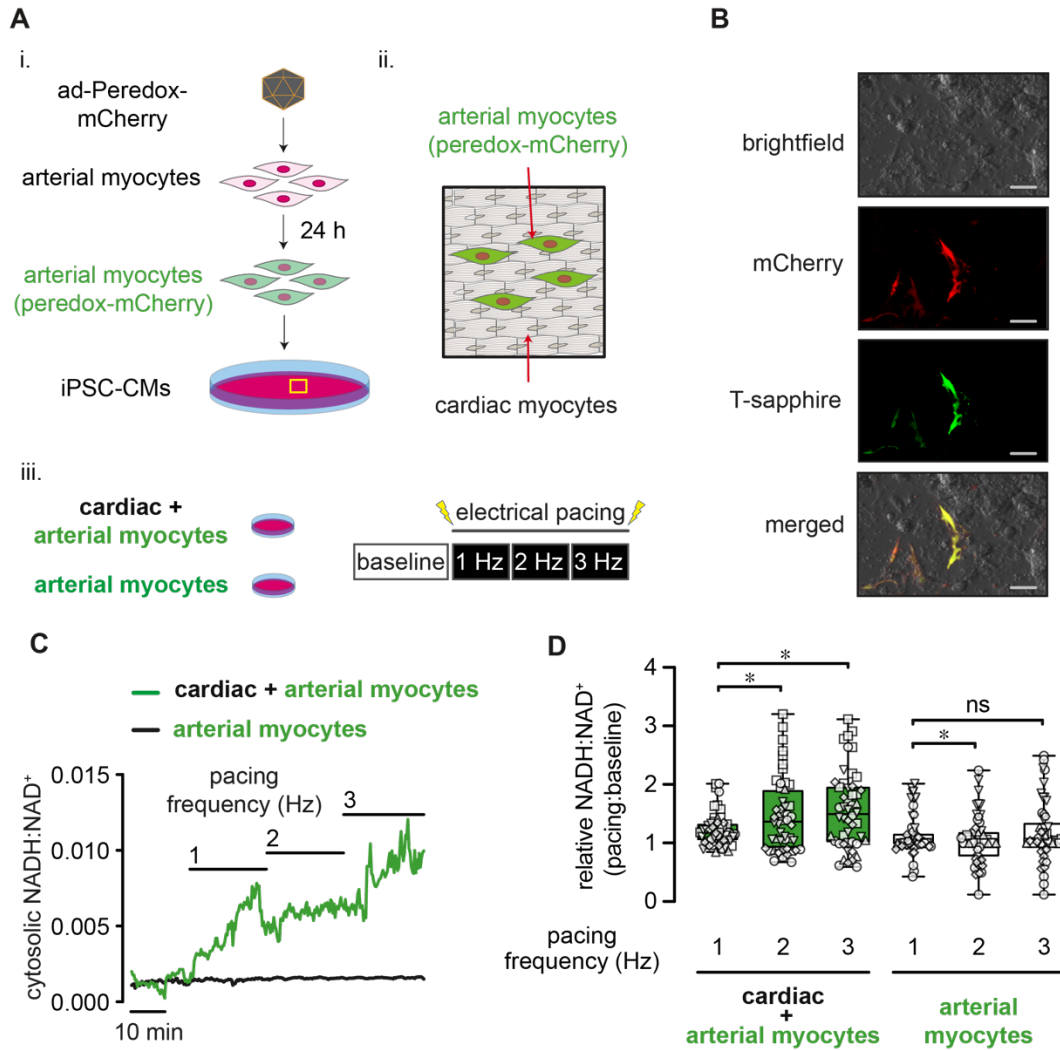 A
i.
ad-Peredox-
mCherry
arterial myocytes
24 h
arterial myocytes
(peredox-mCherry)
iPSC-CMs
ii.
arterial myocytes
(peredox-mCherry)
cardiac myocytes
iii.
cardiac +
arterial myocytes
arterial myocytes
electrical pacing
baseline 1 Hz 2 Hz 3 Hz
B
brightfield
mCherry
T-sapphire
merged
C
cardiac + arterial myocytes
arterial myocytes
cytosolic NADH:NAD⁺
0.015
0.010
0.005
0.000
pacing
frequency (Hz)
1
2
3
10 min
D
relative NADH:NAD⁺
(pacing:baseline)
4
3
2
1
0
*
*
ns
*
pacing
frequency (Hz)
1 2 3 1 2 3
cardiac
+
arterial myocytes
arterial
myocytes